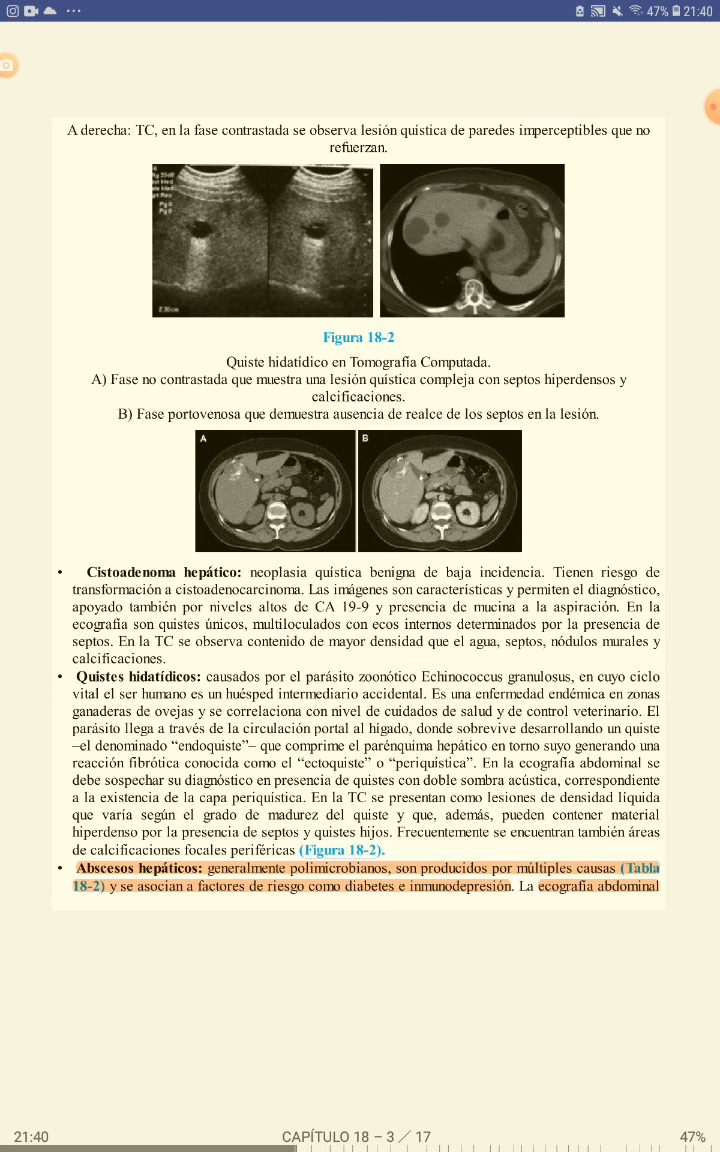 47% 21:40
A derecha: TC, en la fase contrastada se observa lesión quística de paredes imperceptibles que no
refuerzan.
Figura 18-2
Quiste hidatídico en Tomografía Computada.
A) Fase no contrastada que muestra una lesión quística compleja con septos hiperdensos y
calcificaciones.
B) Fase portovenosa que demuestra ausencia de realce de los septos en la lesión.
A B
• Cistoadenoma hepático: neoplasia quística benigna de baja incidencia. Tienen riesgo de
transformación a cistoadenocarcinoma. Las imágenes son características y permiten el diagnóstico,
apoyado también por niveles altos de CA 19-9 y presencia de mucina a la aspiración. En la
ecografía son quistes únicos, multiloculados con ecos internos determinados por la presencia de
septos. En la TC se observa contenido de mayor densidad que el agua, septos, nódulos murales y
calcificaciones.
• Quistes hidatídicos: causados por el parásito zoonótico Echinococcus granulosus, en cuyo ciclo
vital el ser humano es un huésped intermediario accidental. Es una enfermedad endémica en zonas
ganaderas de ovejas y se correlaciona con nivel de cuidados de salud y de control veterinario. El
parásito llega a través de la circulación portal al hígado, donde sobrevive desarrollando un quiste
–el denominado “endoquiste”– que comprime el parénquima hepático en torno suyo generando una
reacción fibrótica conocida como el “ectoquiste” o “periquística”. En la ecografía abdominal se
debe sospechar su diagnóstico en presencia de quistes con doble sombra acústica, correspondiente
a la existencia de la capa periquística. En la TC se presentan como lesiones de densidad líquida
que varía según el grado de madurez del quiste y que, además, pueden contener material
hiperdenso por la presencia de septos y quistes hijos. Frecuentemente se encuentran también áreas
de calcificaciones focales periféricas (Figura 18-2).
• Abscesos hepáticos: generalmente polimicrobianos, son producidos por múltiples causas (Tabla
18-2) y se asocian a factores de riesgo como diabetes e inmunodepresión. La ecografía abdominal
21:40 CAPÍTULO 18 – 3 / 17 47%